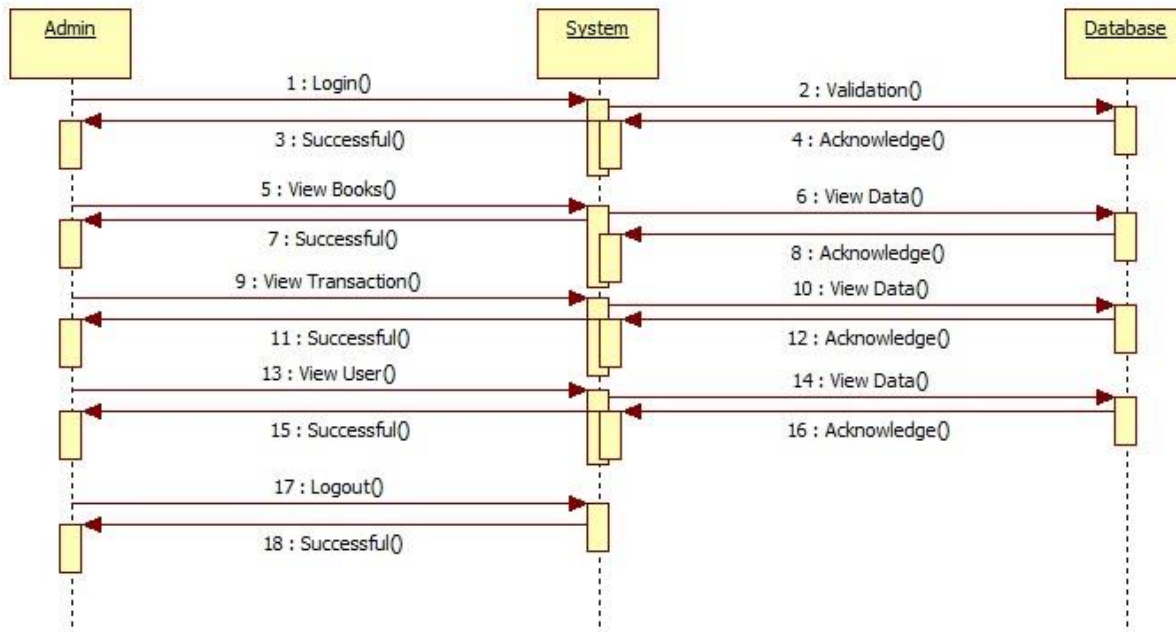 Admin
System
Database
1 : Login()
2 : Validation()
3 : Successful()
4 : Acknowledge()
5 : View Books()
6 : View Data()
7 : Successful()
8 : Acknowledge()
9 : View Transaction()
10 : View Data()
11 : Successful()
12 : Acknowledge()
13 : View User()
14 : View Data()
15 : Successful()
16 : Acknowledge()
17 : Logout()
18 : Successful()